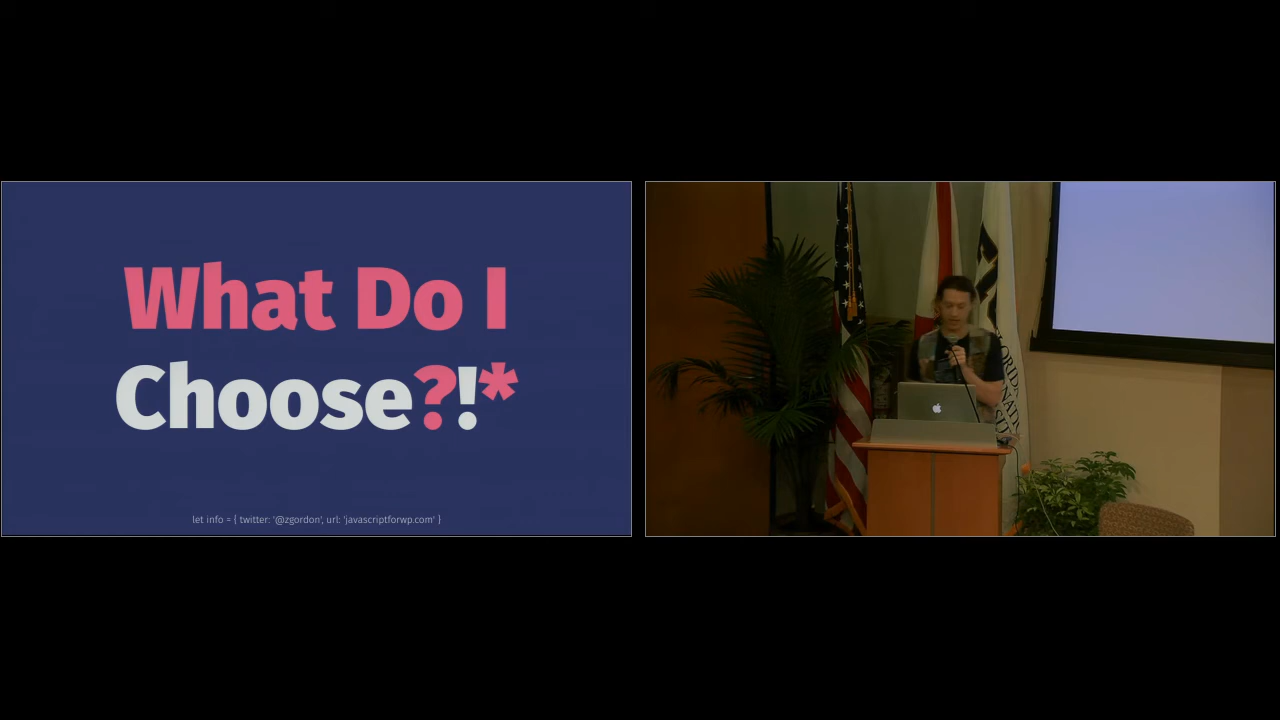 What Do I
Choose?!*
let info = { twitter: '@zgordon', url: 'javascriptforwp.com' }